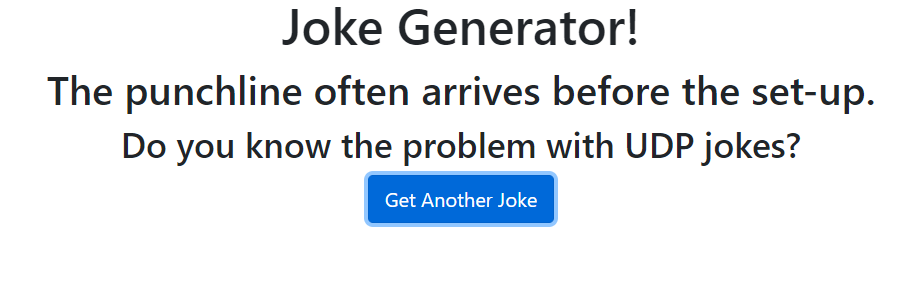 Joke Generator!
The punchline often arrives before the set-up.
Do you know the problem with UDP jokes?
Get Another Joke